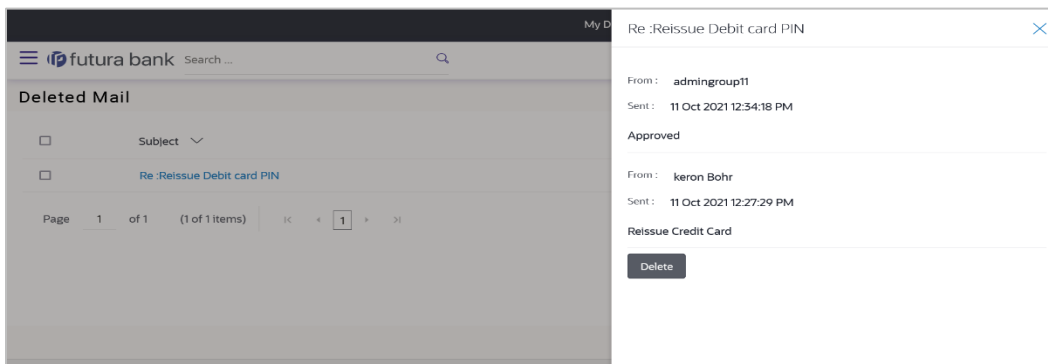 My D
futura bank Search ...
Deleted Mail
Subject
Re :Reissue Debit card PIN
Page 1 of 1 (1 of 1 items) 1
Re :Reissue Debit card PIN
From : admingroup11
Sent : 11 Oct 2021 12:34:18 PM
Approved
From : keron Bohr
Sent : 11 Oct 2021 12:27:29 PM
Reissue Credit Card
Delete